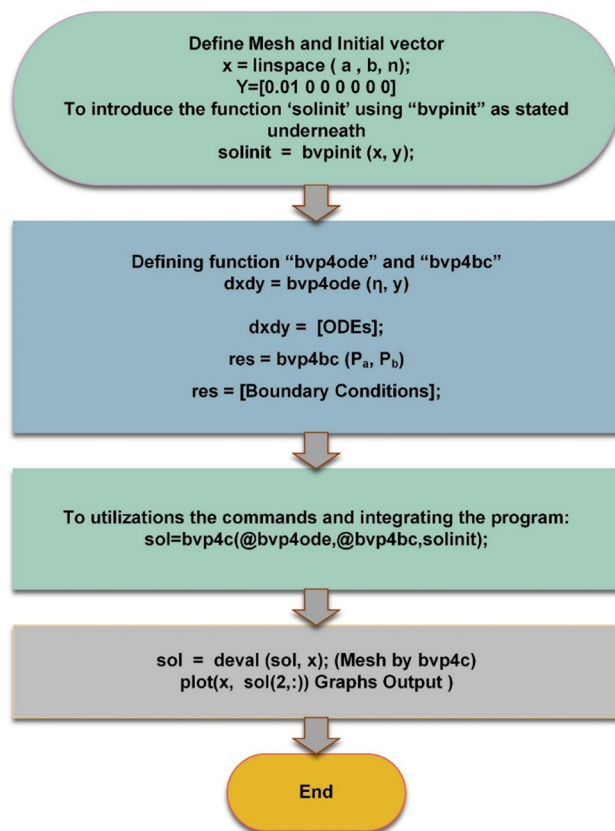 Define Mesh and Initial vector
x = linspace ( a , b, n);
Y=[0.01 0 0 0 0 0 0]
To introduce the function ‘solinit’ using “bvpinit” as stated
underneath
solinit = bvpinit (x, y);
Defining function “bvp4ode” and “bvp4bc”
dxdy = bvp4ode (η, y)
dxdy = [ODEs];
res = bvp4bc (Pa, Pb)
res = [Boundary Conditions];
To utilizations the commands and integrating the program:
sol=bvp4c(@bvp4ode,@bvp4bc,solinit);
sol = deval (sol, x); (Mesh by bvp4c)
plot(x, sol(2,:)) Graphs Output )
End